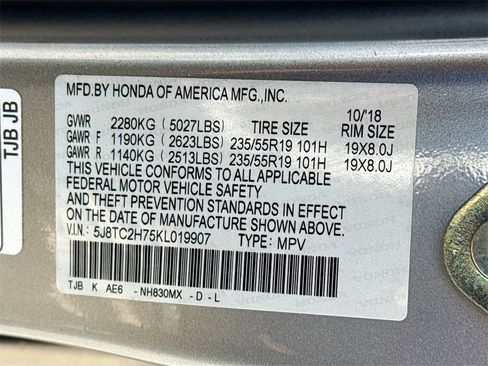 TJB JB
MFD.BY HONDA OF AMERICA MFG.,INC.
10/'18
GVWR 2280KG (5027LBS) TIRE SIZE RIM SIZE
GAWR F 1190KG (2623LBS) 235/55R19 101H 19X8.0J
GAWR R 1140KG (2513LBS) 235/55R19 101H 19X8.0J
THIS VEHICLE CONFORMS TO ALL APPLICABLE
FEDERAL MOTOR VEHICLE SAFETY
AND THEFT PREVENTION STANDARDS IN EFFECT
ON THE DATE OF MANUFACTURE SHOWN ABOVE.
V.I.N: 5J8TC2H75KL019907 TYPE: MPV
TJB K AE6 - NH830MX - D - L